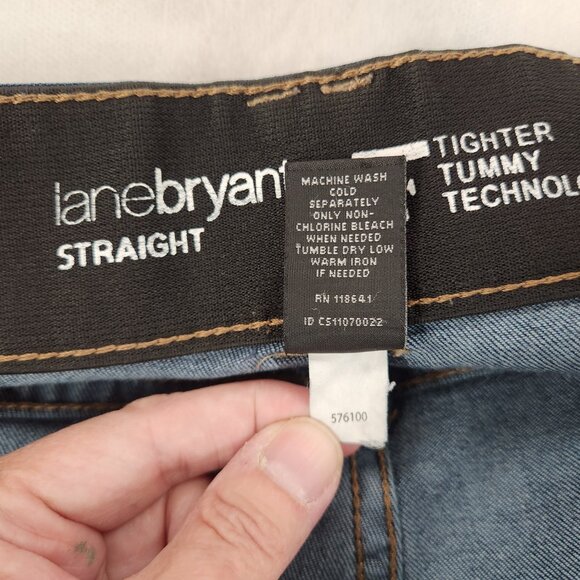 lanebryant
STRAIGHT
TIGHTER
TUMMY
MACHINE WASH
COLD
SEPARATELY
ONLY NON-
CHLORINE BLEACH
WHEN NEEDED
TUMBLE DRY LOW
WARM IRON
IF NEEDED
RN 118641
ID CS11070022
576100